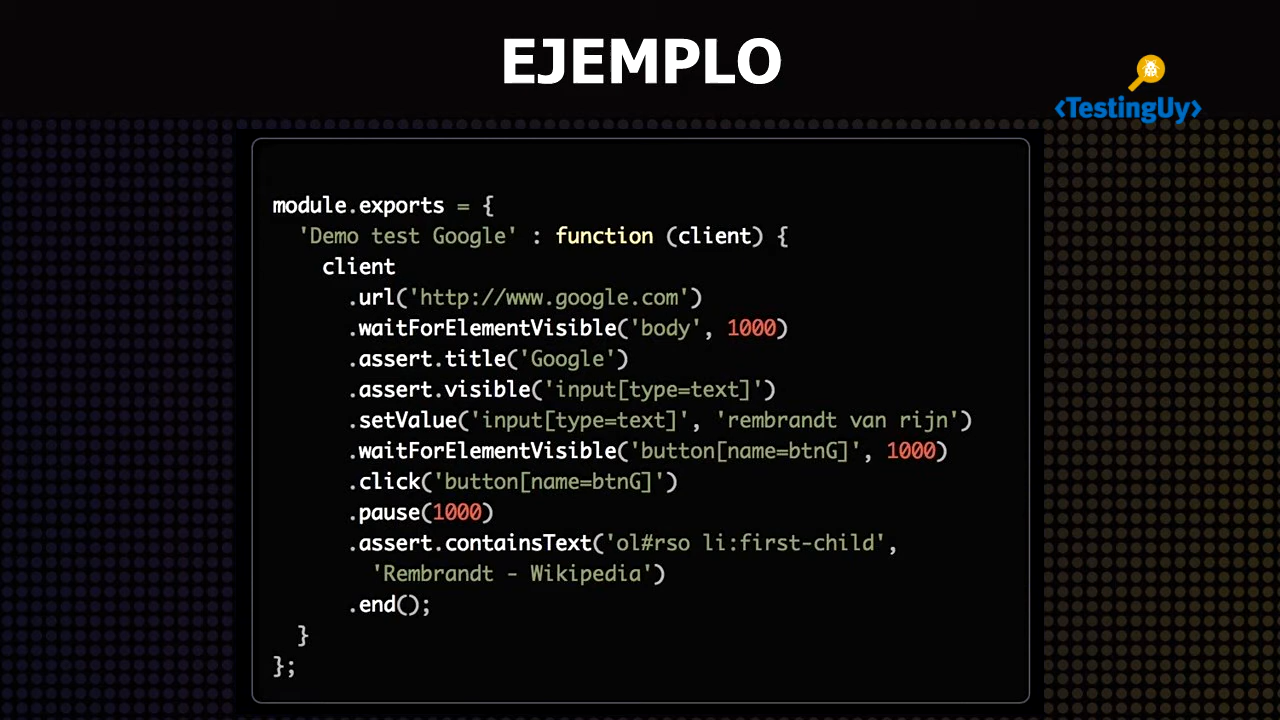 EJEMPLO
<TestingUy>
module.exports = {
  'Demo test Google' : function (client) {
    client
      .url('http://www.google.com')
      .waitForElementVisible('body', 1000)
      .assert.title('Google')
      .assert.visible('input[type=text]')
      .setValue('input[type=text]', 'rembrandt van rijn')
      .waitForElementVisible('button[name=btnG]', 1000)
      .click('button[name=btnG]')
      .pause(1000)
      .assert.containsText('ol#rso li:first-child',
        'Rembrandt - Wikipedia')
      .end();
  }
};